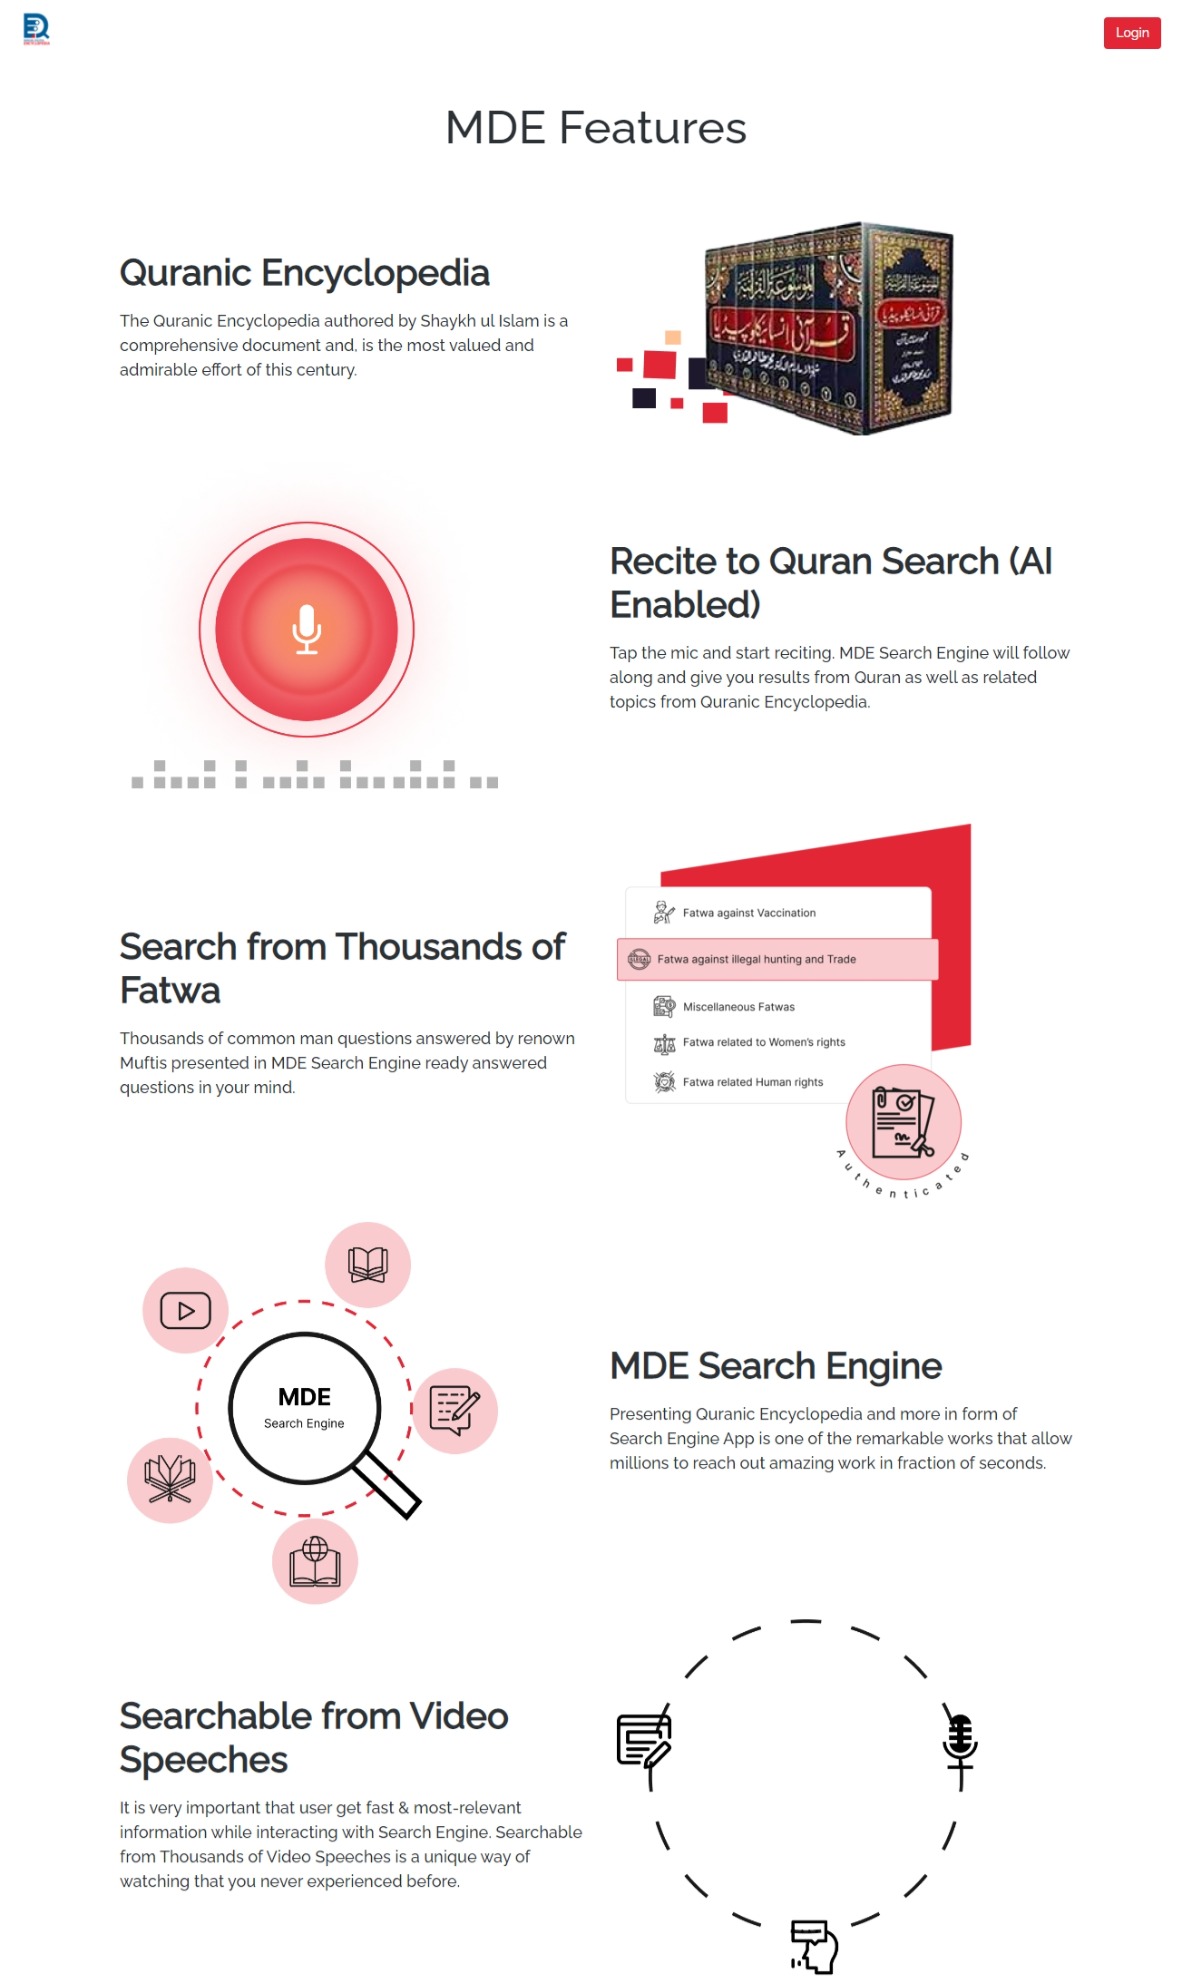 Login
MDE Features
Quranic Encyclopedia
The Quranic Encyclopedia authored by Shaykh ul Islam is a
comprehensive document and, is the most valued and
admirable effort of this century.
الموسوعة القرآنية
قرآنی انسائیکلوپیڈیا
الموسوعة القرآنية
قرآنی انسائیکلوپیڈیا
Recite to Quran Search (AI
Enabled)
Tap the mic and start reciting. MDE Search Engine will follow
along and give you results from Quran as well as related
topics from Quranic Encyclopedia.
Search from Thousands of
Fatwa
Thousands of common man questions answered by renown
Muftis presented in MDE Search Engine ready answered
questions in your mind.
Fatwa against Vaccination
Fatwa against illegal hunting and Trade
Miscellaneous Fatwas
Fatwa related to Women's rights
Fatwa related Human rights
Authenticated
MDE
Search Engine
MDE Search Engine
Presenting Quranic Encyclopedia and more in form of
Search Engine App is one of the remarkable works that allow
millions to reach out amazing work in fraction of seconds.
Searchable from Video
Speeches
It is very important that user get fast & most-relevant
information while interacting with Search Engine. Searchable
from Thousands of Video Speeches is a unique way of
watching that you never experienced before.